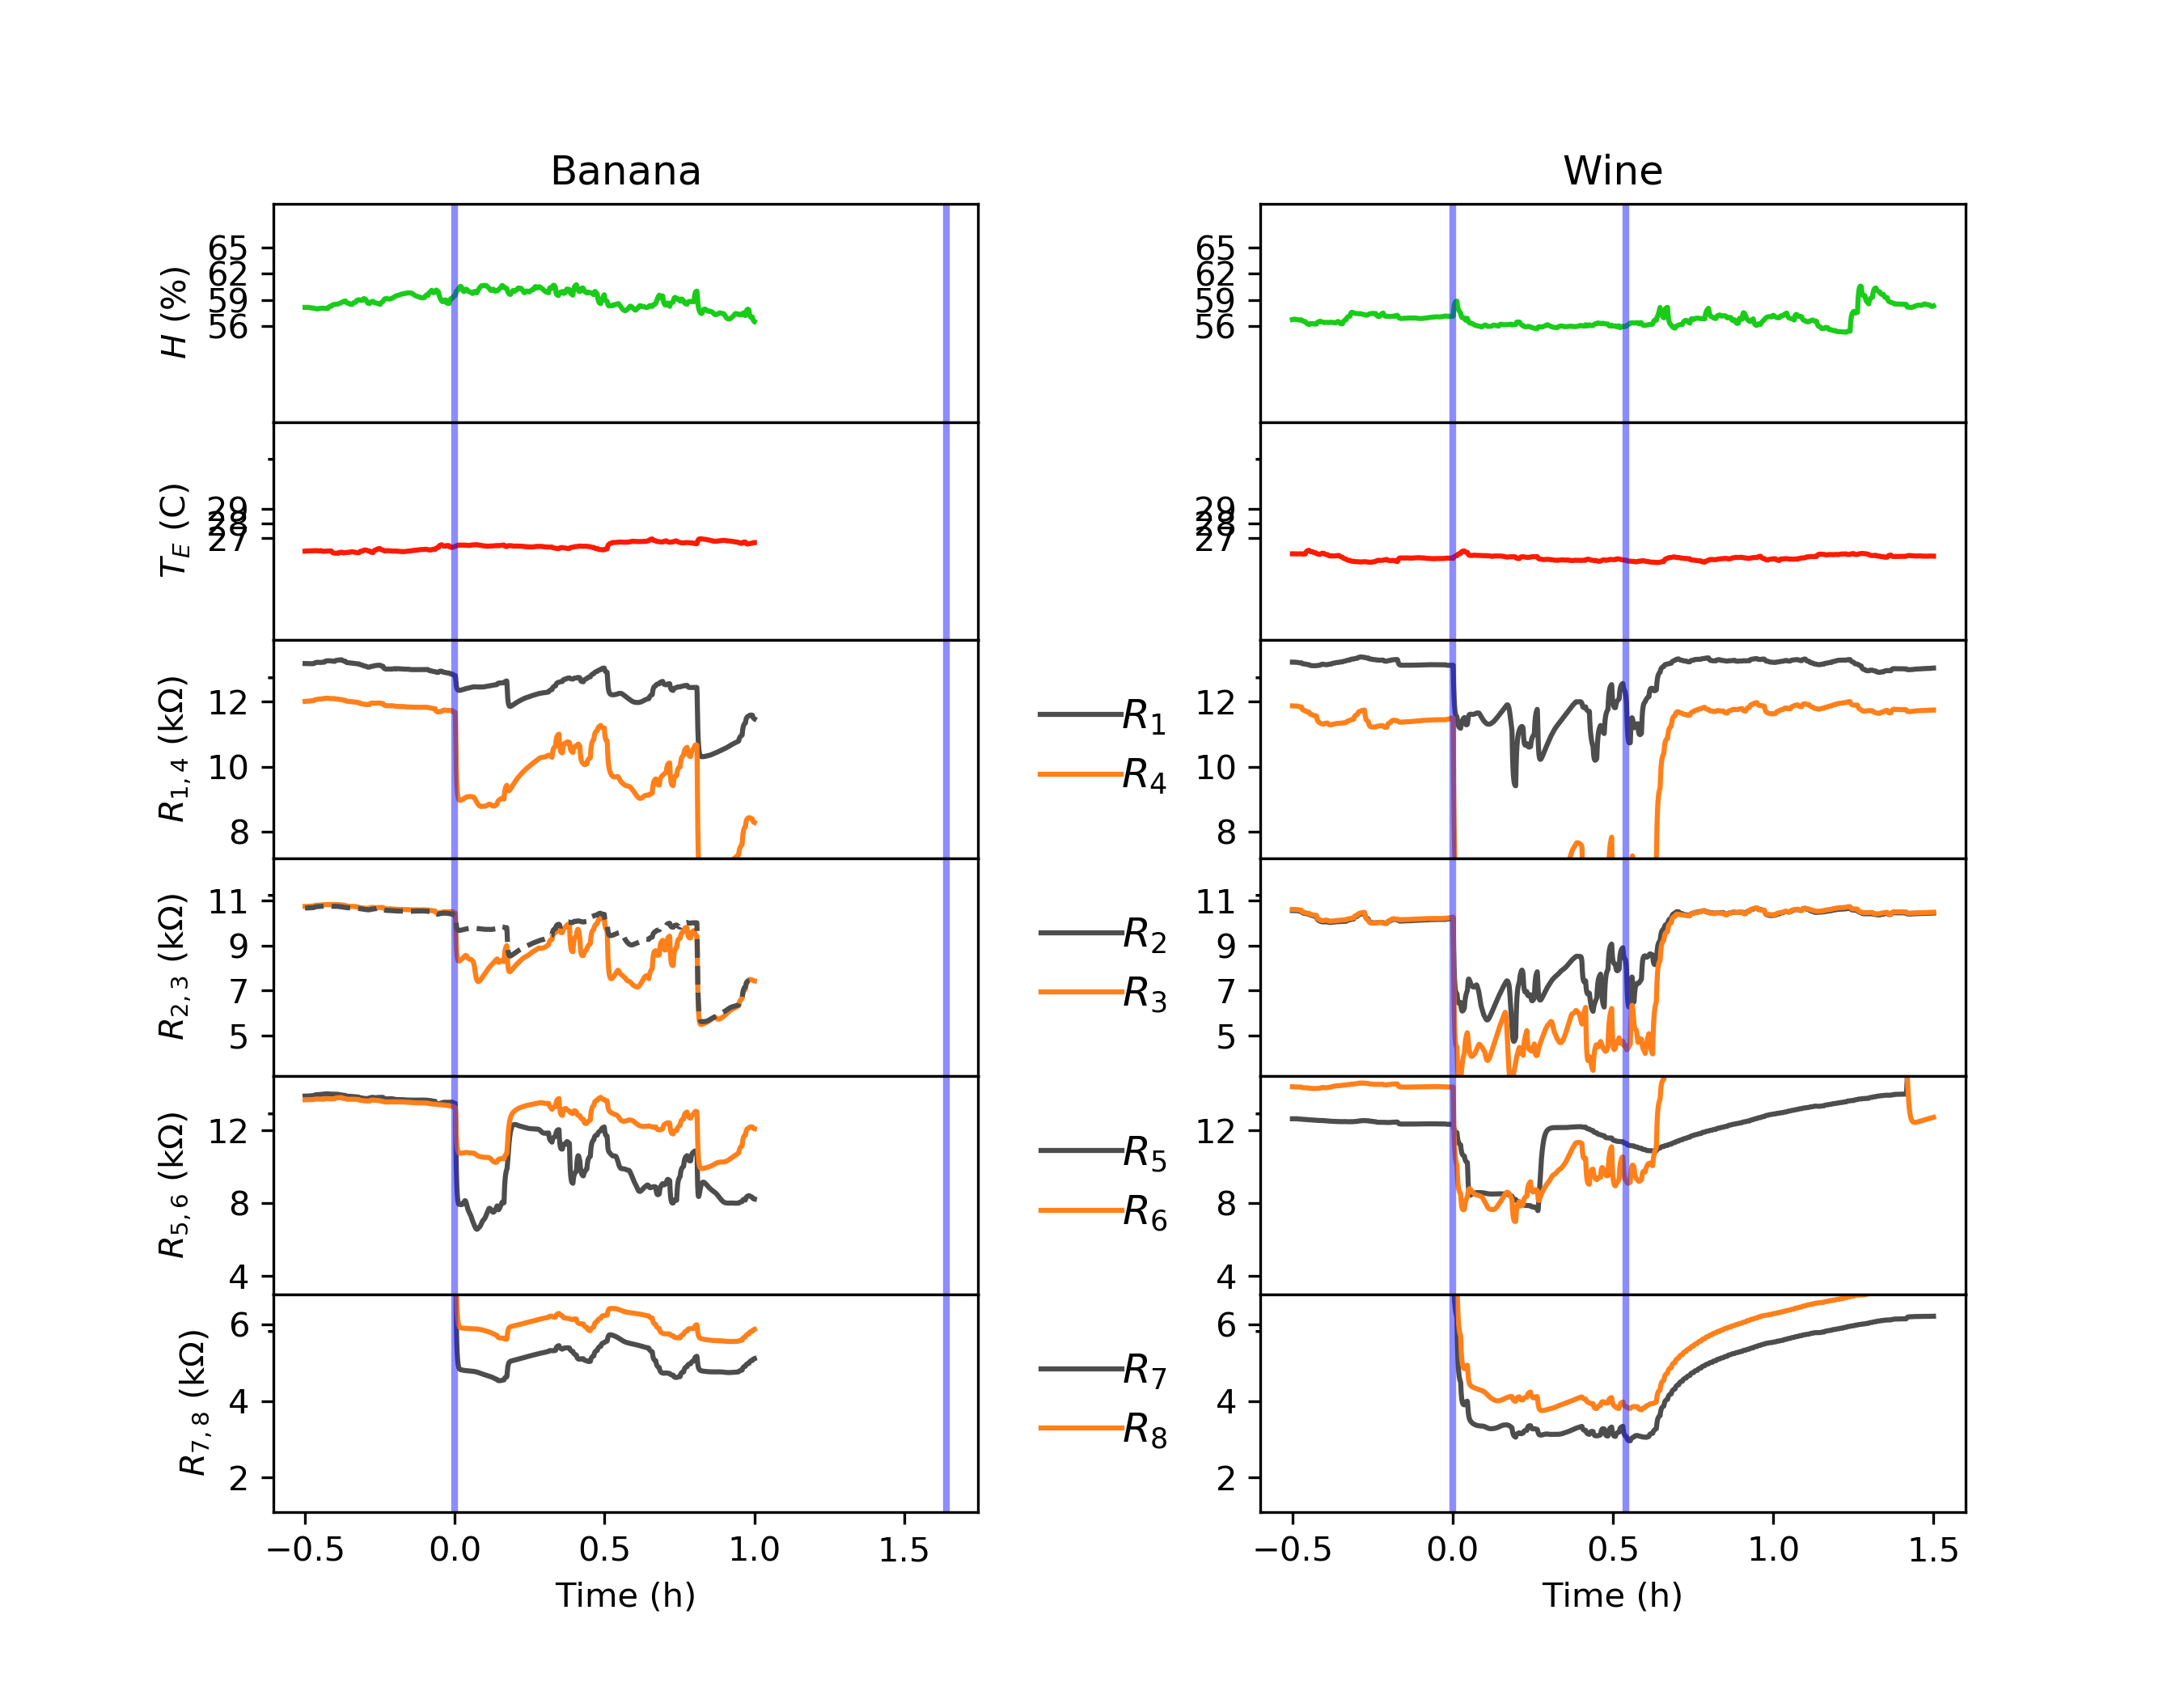 Banana
Wine
H (%)
65
62
59
56
65
62
59
56
T_E (C)
29
28
27
29
28
27
R_{1,4} (kΩ)
12
10
8
R_1
R_4
12
10
8
R_{2,3} (kΩ)
11
9
7
5
R_2
R_3
11
9
7
5
R_{5,6} (kΩ)
12
8
4
R_5
R_6
12
8
4
R_{7,8} (kΩ)
6
4
2
R_7
R_8
6
4
2
−0.5 0.0 0.5 1.0 1.5
−0.5 0.0 0.5 1.0 1.5
Time (h)
Time (h)